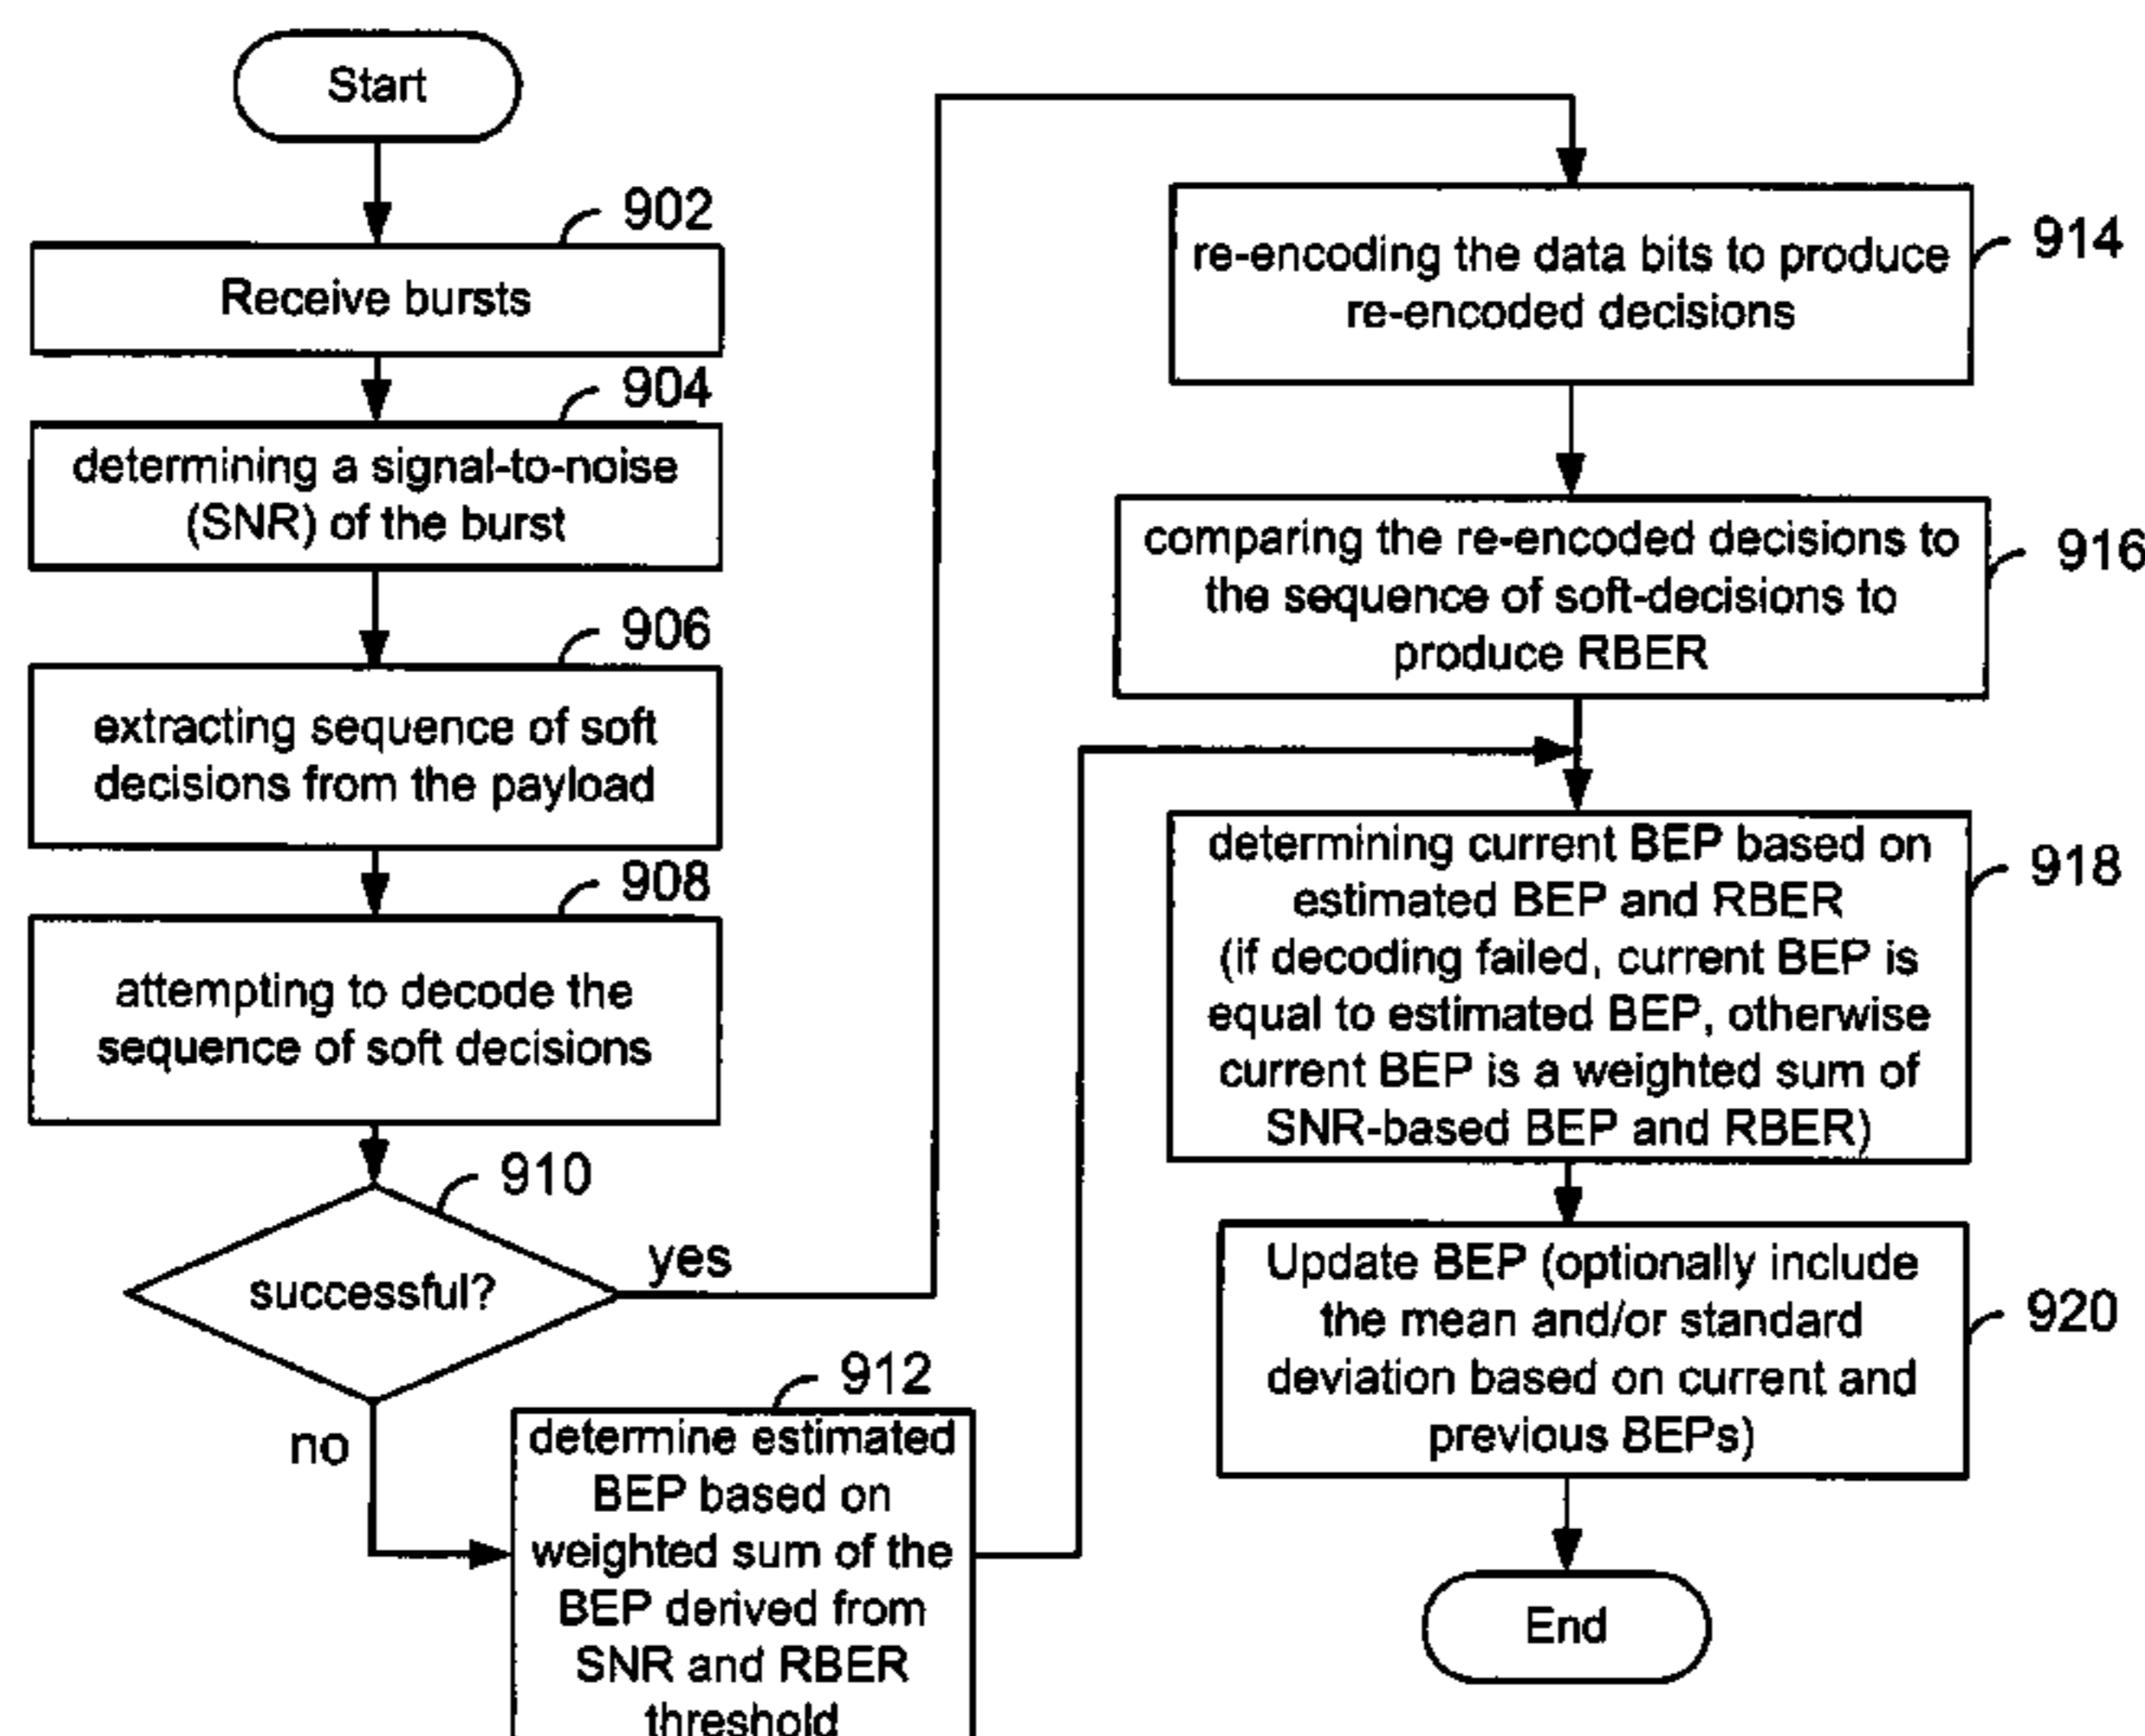 Start
902
Receive bursts
904
determining a signal-to-noise
(SNR) of the burst
906
extracting sequence of soft
decisions from the payload
908
attempting to decode the
sequence of soft decisions
910
successful?
yes
no
912
determine estimated
BEP based on
weighted sum of the
BEP derived from
SNR and RBER
threshold
914
re-encoding the data bits to produce
re-encoded decisions
916
comparing the re-encoded decisions to
the sequence of soft-decisions to
produce RBER
918
determining current BEP based on
estimated BEP and RBER
(if decoding failed, current BEP is
equal to estimated BEP, otherwise
current BEP is a weighted sum of
SNR-based BEP and RBER)
920
Update BEP (optionally include
the mean and/or standard
deviation based on current and
previous BEPs)
End